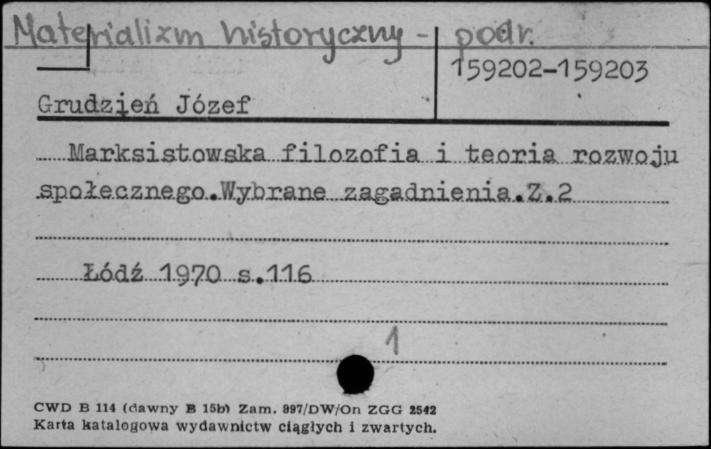 Materializm historyczny - podr.
159202-159203
Grudzień Józef
Marksistowska filozofia i teoria rozwoju
społecznego.Wybrane zagadnienia.Z.2
Łódź 1970 s.116
1
CWD B 114 (dawny B 15b) Zam. 897/DW/On ZGG 2542
Karta katalogowa wydawnictw ciągłych i zwartych.